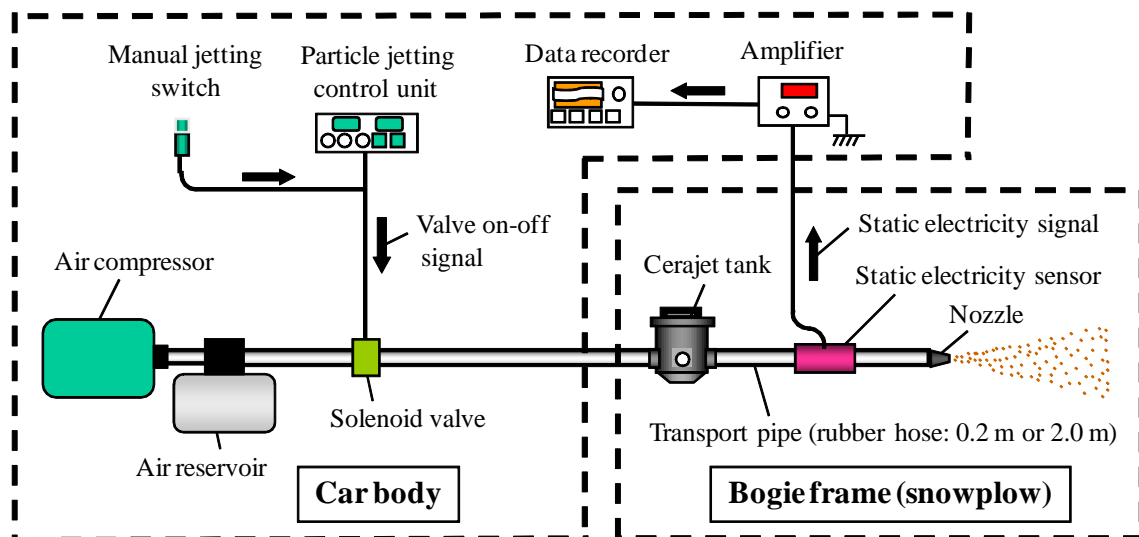 Manual jetting
switch
Particle jetting
control unit
Data recorder
Amplifier
Valve on-off
signal
Static electricity signal
Air compressor
Cerajet tank
Static electricity sensor
Nozzle
Solenoid valve
Transport pipe (rubber hose: 0.2 m or 2.0 m)
Air reservoir
Car body
Bogie frame (snowplow)